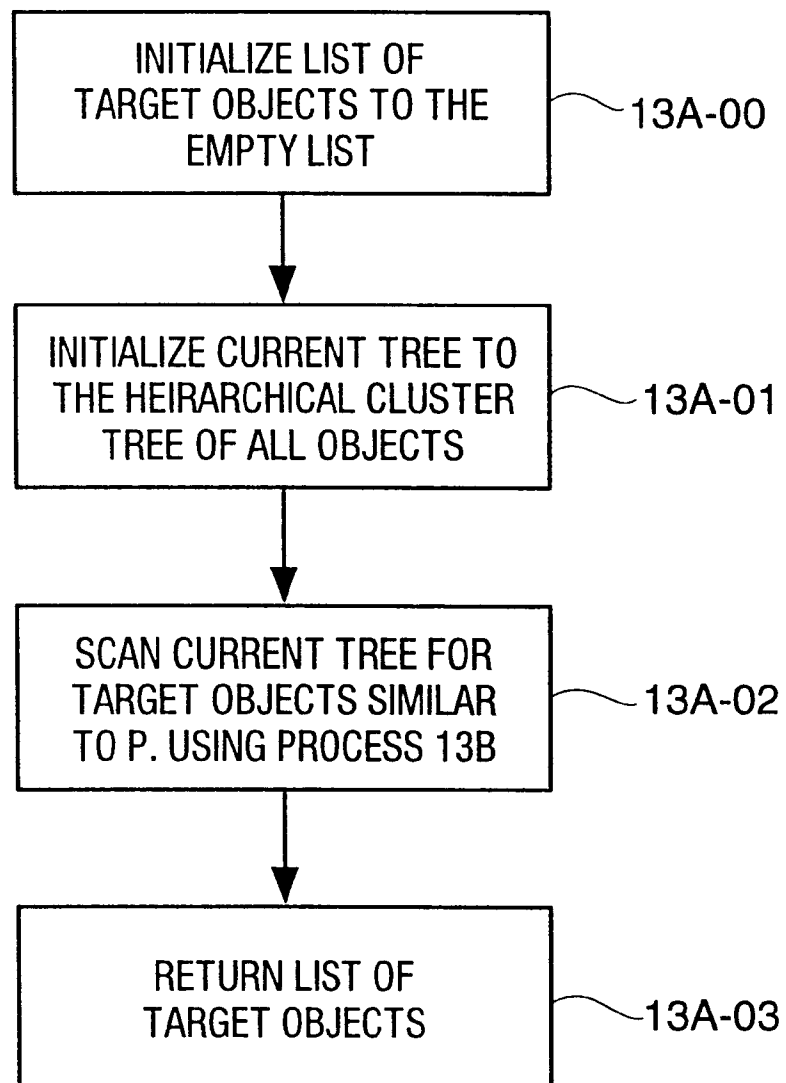 INITIALIZE LIST OF
TARGET OBJECTS TO THE
EMPTY LIST
13A-00
INITIALIZE CURRENT TREE TO
THE HEIRARCHICAL CLUSTER
TREE OF ALL OBJECTS
13A-01
SCAN CURRENT TREE FOR
TARGET OBJECTS SIMILAR
TO P. USING PROCESS 13B
13A-02
RETURN LIST OF
TARGET OBJECTS
13A-03